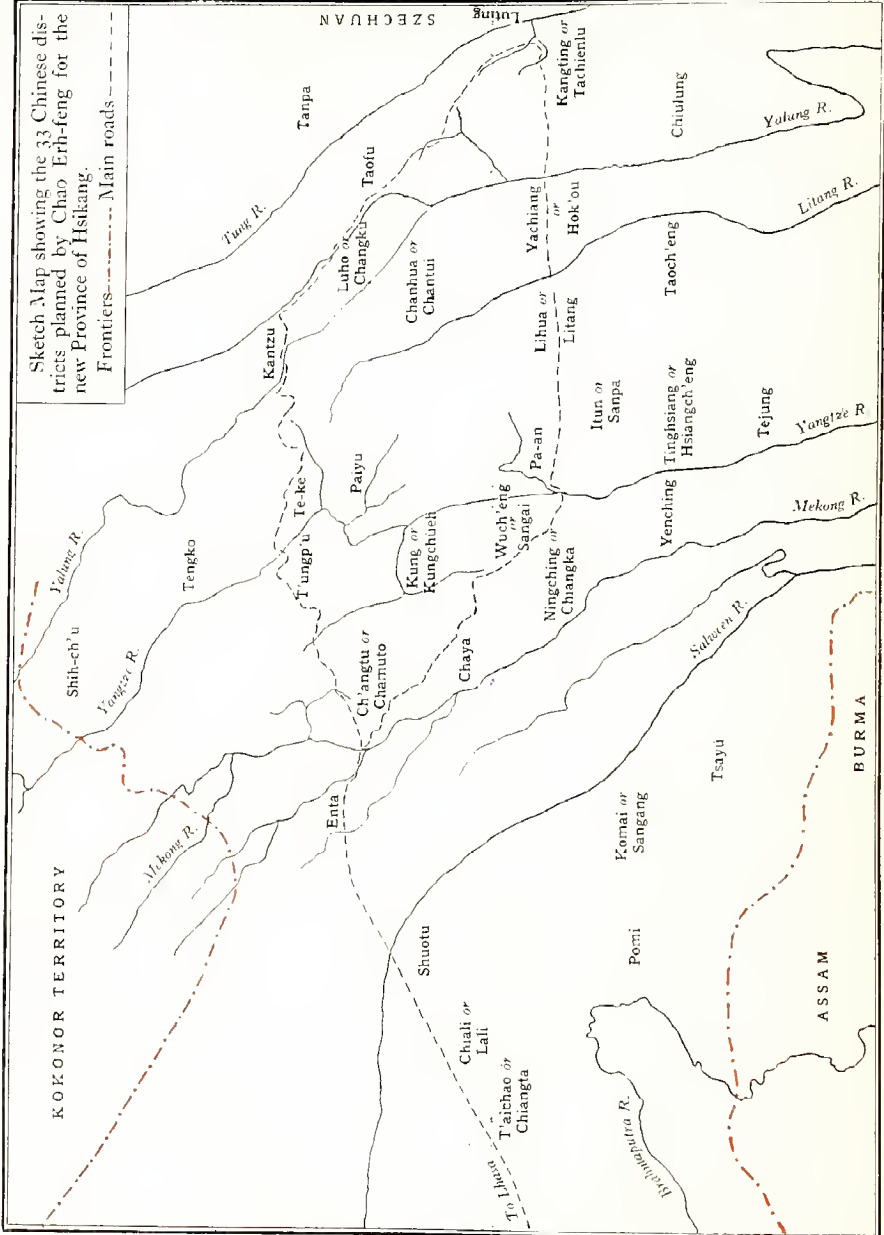 Sketch Map showing the 33 Chinese dis-
tricts planned by Chao Erh-feng for the
new Province of Hsikang.
Frontiers Main roads
KOKONOR TERRITORY
SZECHUAN
Luting
Shih-ch'u
Yalung R.
Yangtze R.
Tengko
Tung R.
Tanpa
Mekong R.
Kantzu
Luho or
Changku
Taofu
Te-ke
T'ungp'u
Paiyu
Chanhua or
Chantui
Kangting or
Tachienlu
Enta
Ch'angtu or
Chamuto
Kung or
Kungchueh
Chaya
Wuch'eng
or
Sangai
Pa-an
Lihua or
Litang
Yachiang
or
Hok'ou
Shuotu
Ningching or
Chiangka
Itun or
Sanpa
Chiulung
Chiali or
Lali
Taoch'eng
T'aichao or
Chiangta
To Lhasa
Yenching
Tinghsiang or
Hsiangch'eng
Yalung R.
Litang R.
Pomi
Komai or
Sangang
Salween R.
Tejung
Tsayü
Mekong R.
Yangtze R.
Brahmaputra R.
ASSAM
BURMA